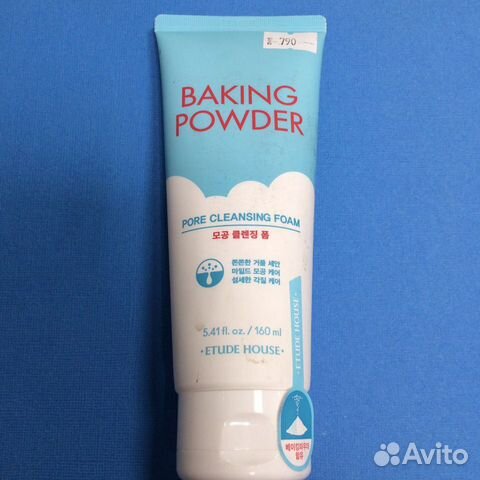 790
BAKING
POWDER
PORE CLEANSING FOAM
모공 클렌징 폼
쫀쫀한 거품 세안
마일드 모공 케어
섬세한 각질 케어
5.41 fl. oz. / 160 ml
•ETUDE HOUSE•
•ETUDE HOUSE•
베이킹파우더
함유
Avito